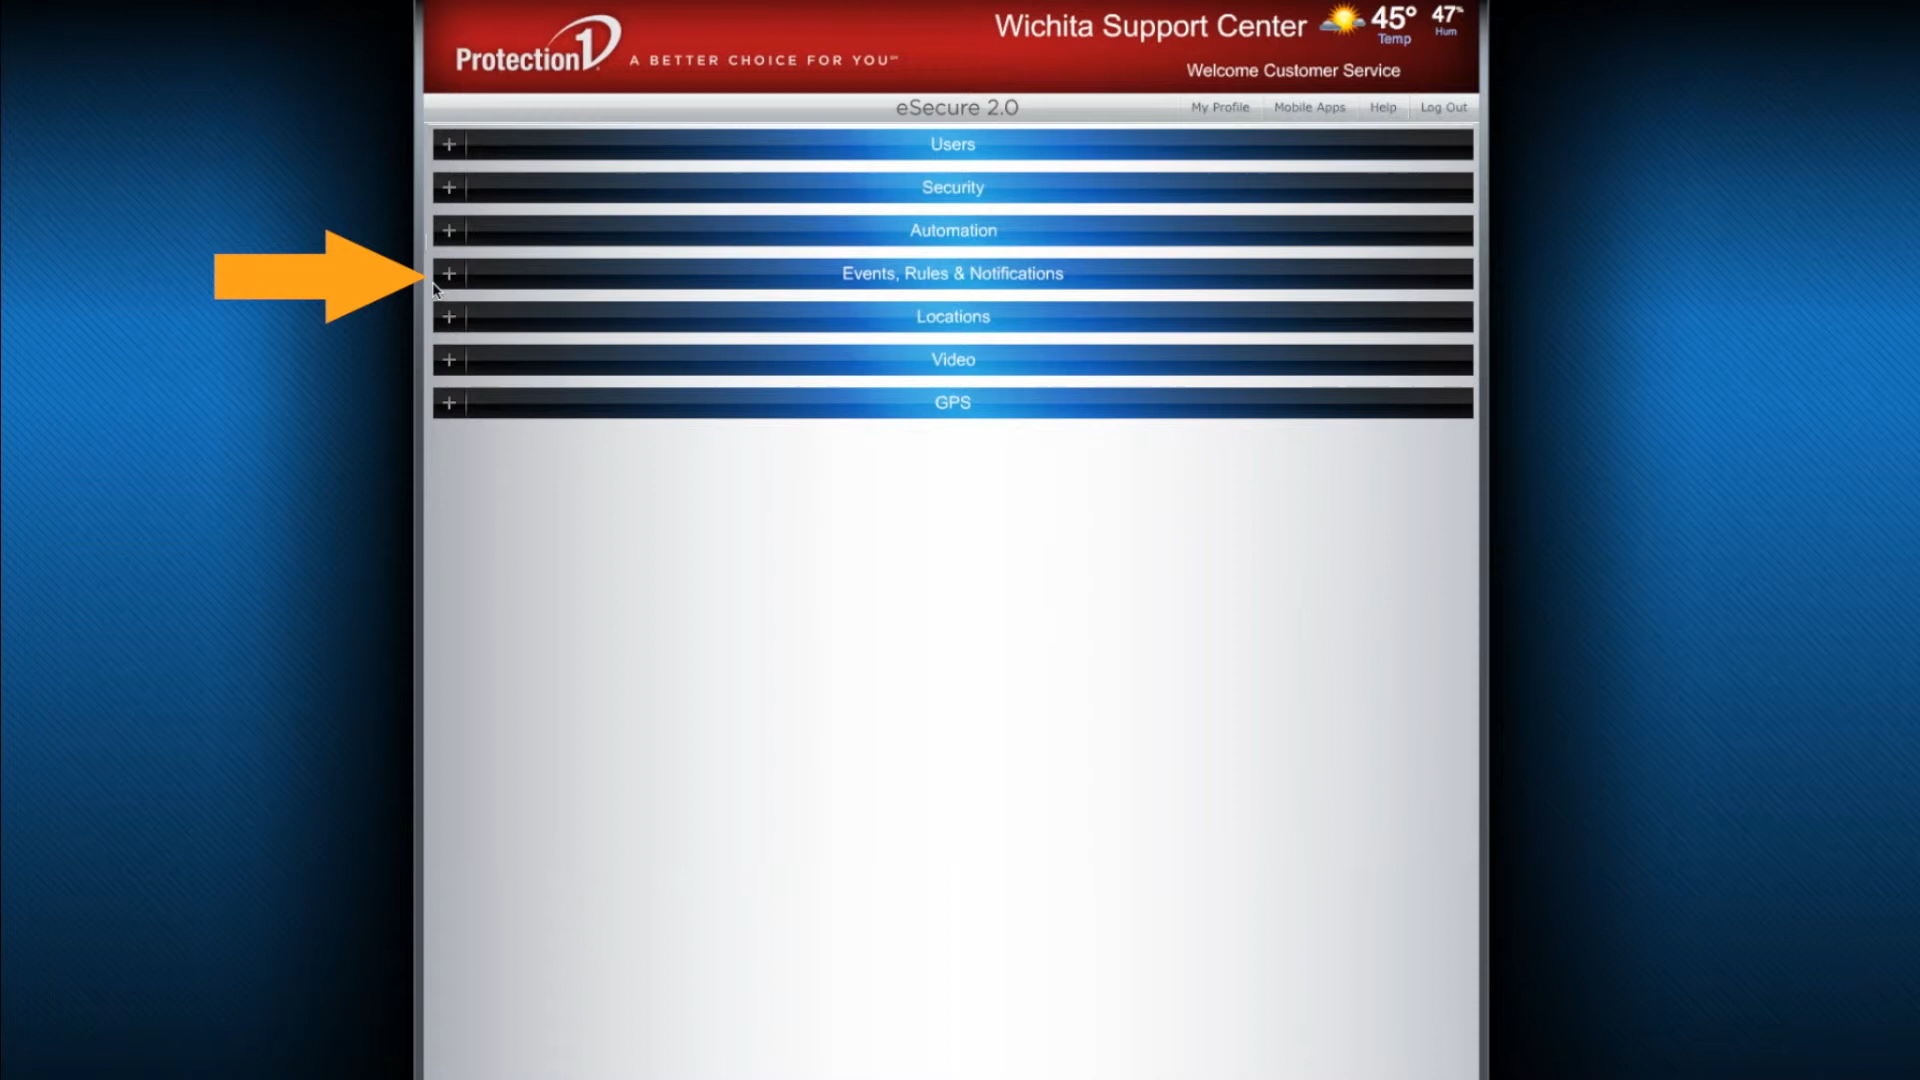 Protection1
A BETTER CHOICE FOR YOU℠
Wichita Support Center
45°
Temp
47%
Hum
Welcome Customer Service
eSecure 2.0
My Profile
Mobile Apps
Help
Log Out
+ Users
+ Security
+ Automation
+ Events, Rules & Notifications
+ Locations
+ Video
+ GPS